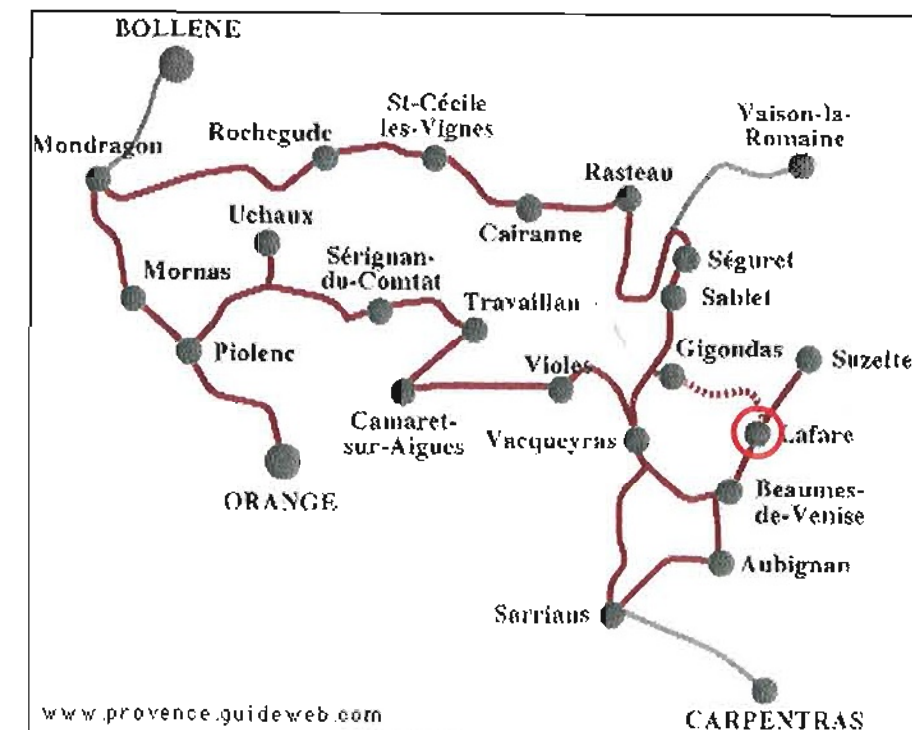 BOLLENE
St-Cécile
les-Vignes
Vaison-la-
Romaine
Mondragon
Rochegude
Rasteau
Uchaux
Cairanne
Séguret
Mornas
Sérignan-
du-Comtat
Travaillan
Sablet
Piolenc
Violes
Gigondas
Suzette
Camaret-
sur-Aigues
Vacqueyras
Lafare
ORANGE
Beaumes-
de-Venise
Aubignan
Sarrians
www.provence.guideweb.com
CARPENTRAS